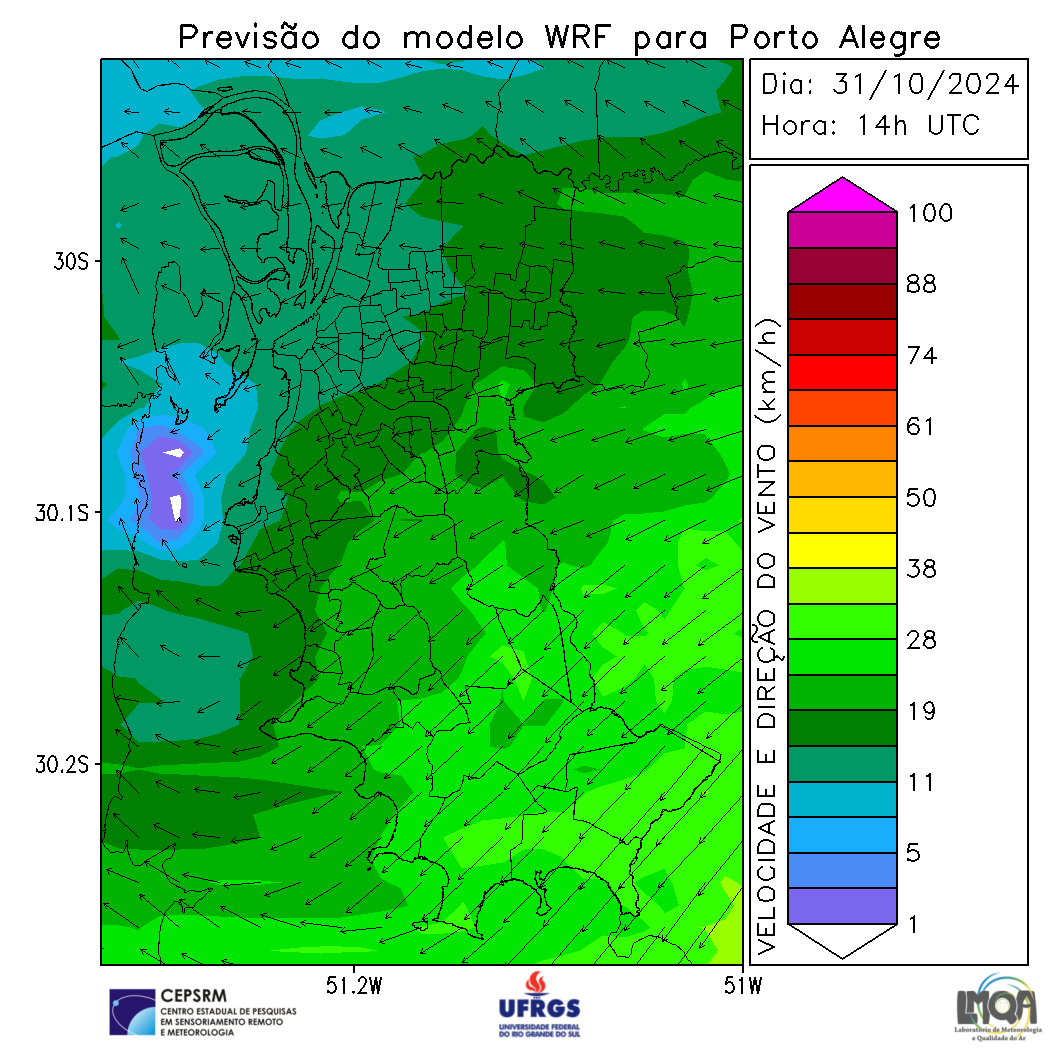 Previsão do modelo WRF para Porto Alegre
Dia: 31/10/2024
Hora: 14h UTC
30S
30.1S
30.2S
51.2W
51W
VELOCIDADE E DIREÇÃO DO VENTO (km/h)
100
88
74
61
50
38
28
19
11
5
1
CEPSRM
CENTRO ESTADUAL DE PESQUISAS
EM SENSORIAMENTO REMOTO
E METEOROLOGIA
UFRGS
UNIVERSIDADE FEDERAL
DO RIO GRANDE DO SUL
LMQA
Laboratório de Meteorologia
e Qualidade do Ar